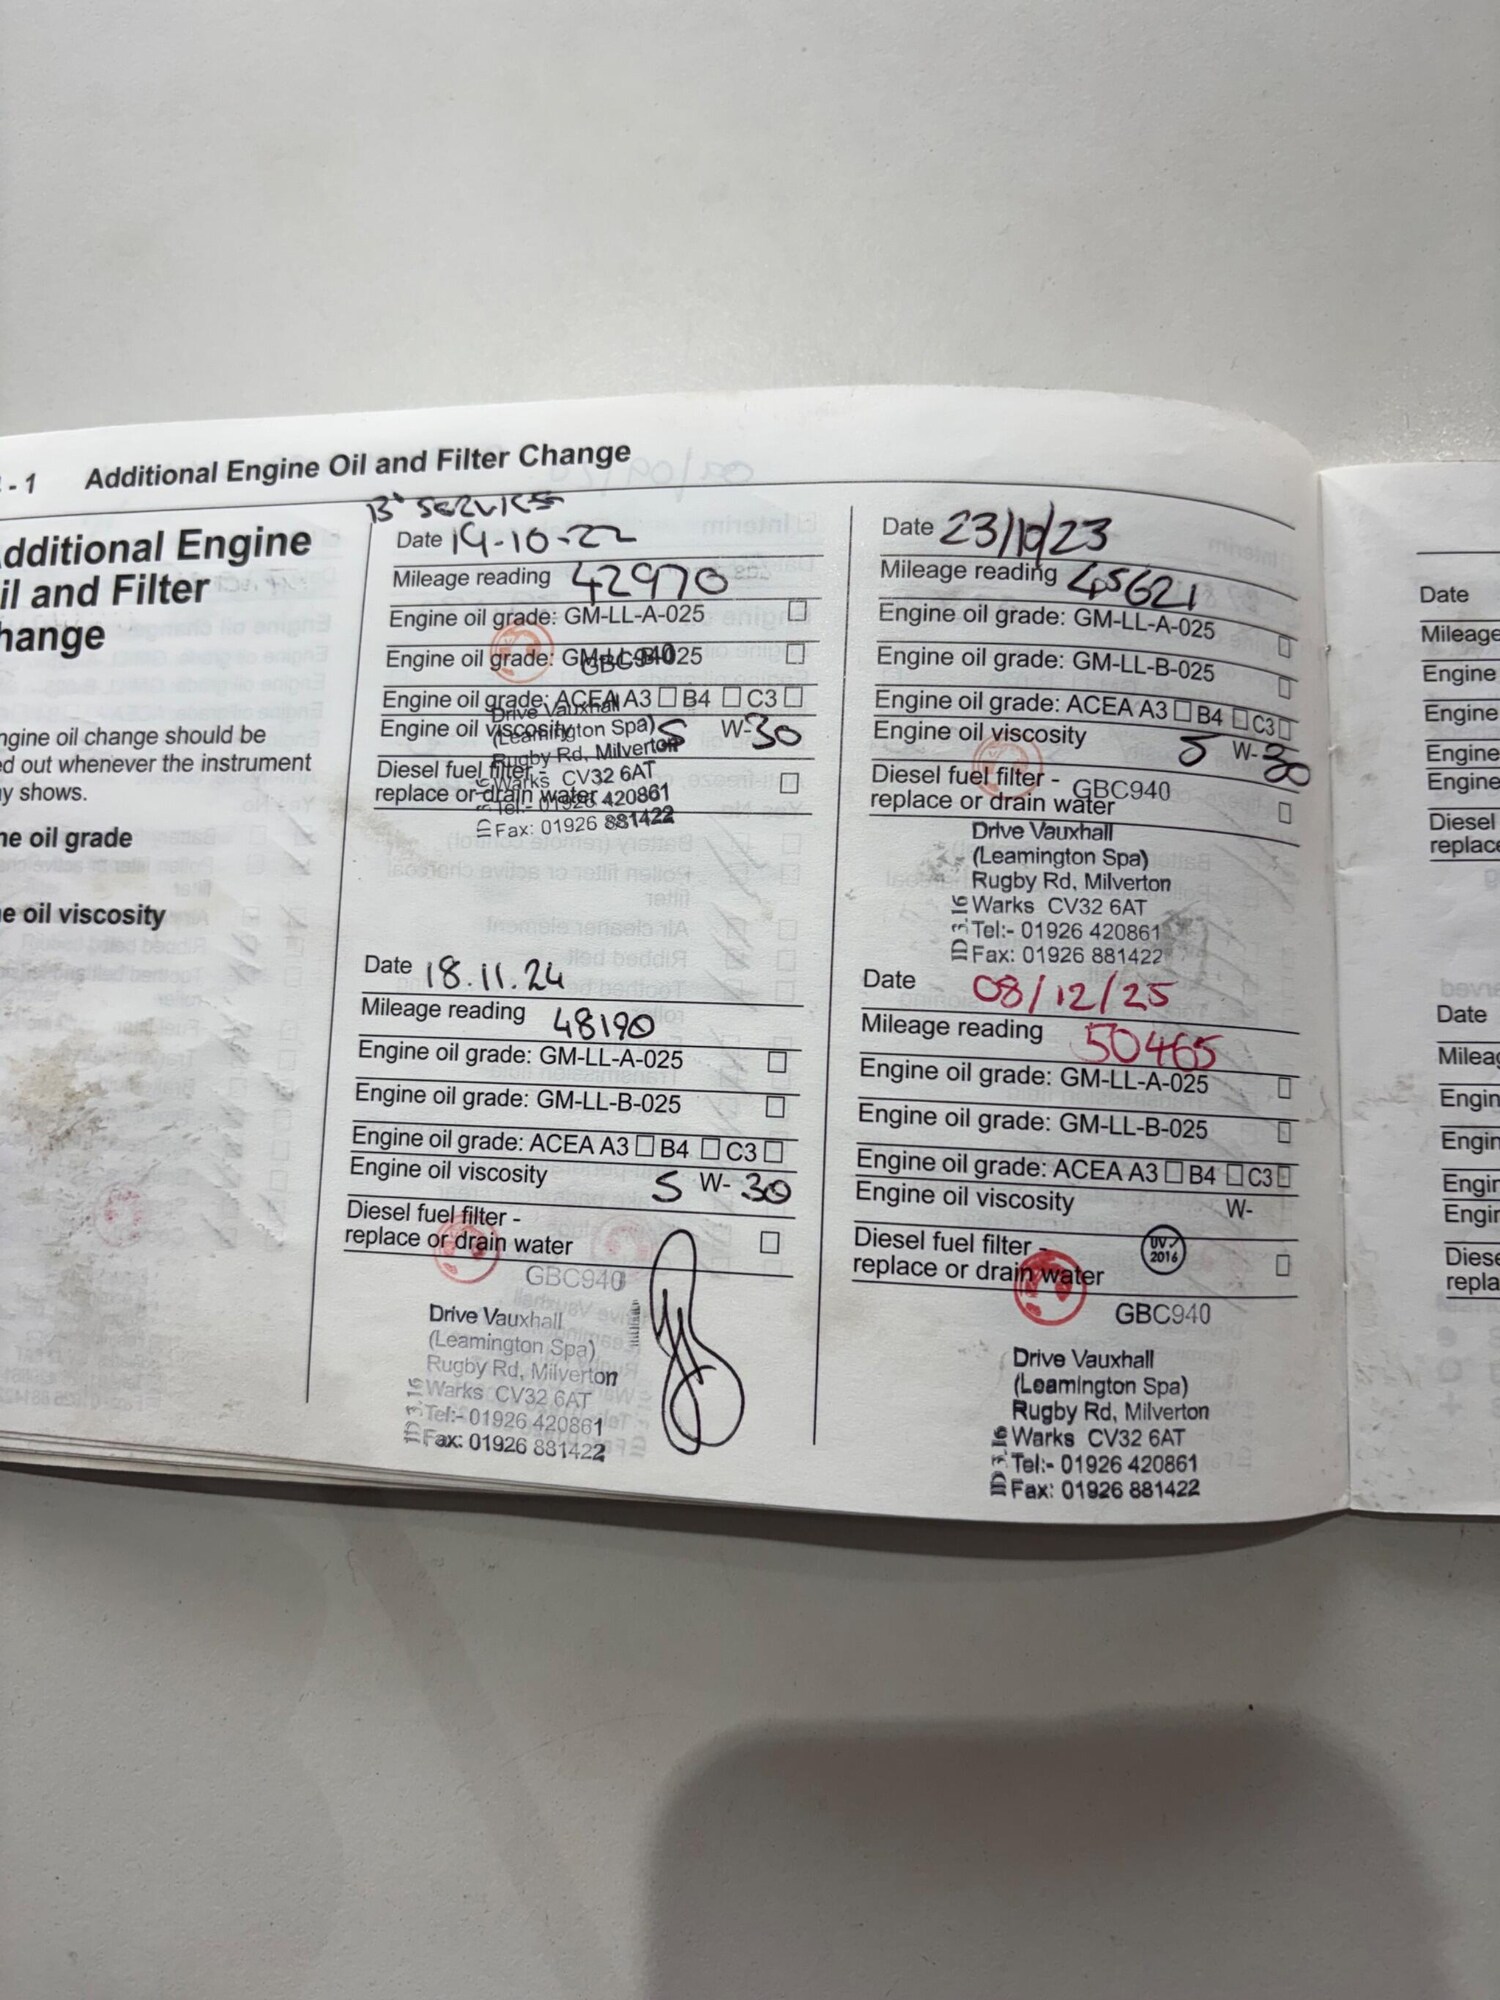 - 1 Additional Engine Oil and Filter Change
dditional Engine
il and Filter
hange
ngine oil change should be
ed out whenever the instrument
y shows.
ne oil grade
e oil viscosity
B' SERVICE
Date 19-10-22
Mileage reading 42970
Engine oil grade: GM-LL-A-025
Engine oil grade: GM-LL-B-025
GBC940
Engine oil grade: ACEA A3 B4 C3
Engine oil viscosity 5 W-30
Diesel fuel filter -
replace or drain water
Drive Vauxhall
(Leamington Spa)
Rugby Rd, Milverton
Warks CV32 6AT
Tel:- 01926 420861
Fax: 01926 881422
Date 18.11.24
Mileage reading 48190
Engine oil grade: GM-LL-A-025
Engine oil grade: GM-LL-B-025
Engine oil grade: ACEA A3 B4 C3
Engine oil viscosity 5 W-30
Diesel fuel filter -
replace or drain water
GBC940
Drive Vauxhall
(Leamington Spa)
Rugby Rd, Milverton
Warks CV32 6AT
Tel:- 01926 420861
Fax: 01926 881422
Date 23/10/23
Mileage reading 45621
Engine oil grade: GM-LL-A-025
Engine oil grade: GM-LL-B-025
Engine oil grade: ACEA A3 B4 C3
Engine oil viscosity 5 W-30
Diesel fuel filter -
replace or drain water
GBC940
Drive Vauxhall
(Leamington Spa)
Rugby Rd, Milverton
Warks CV32 6AT
Tel:- 01926 420861
Fax: 01926 881422
Date 08/12/25
Mileage reading 50465
Engine oil grade: GM-LL-A-025
Engine oil grade: GM-LL-B-025
Engine oil grade: ACEA A3 B4 C3
Engine oil viscosity W-
Diesel fuel filter -
replace or drain water
UV
2016
GBC940
Drive Vauxhall
(Leamington Spa)
Rugby Rd, Milverton
Warks CV32 6AT
Tel:- 01926 420861
Fax: 01926 881422
Date
Mileage
Engine
Engine
Engine
Engine
Diesel
replace
Date
Mileag
Engin
Engin
Engir
Engir
Diese
repla